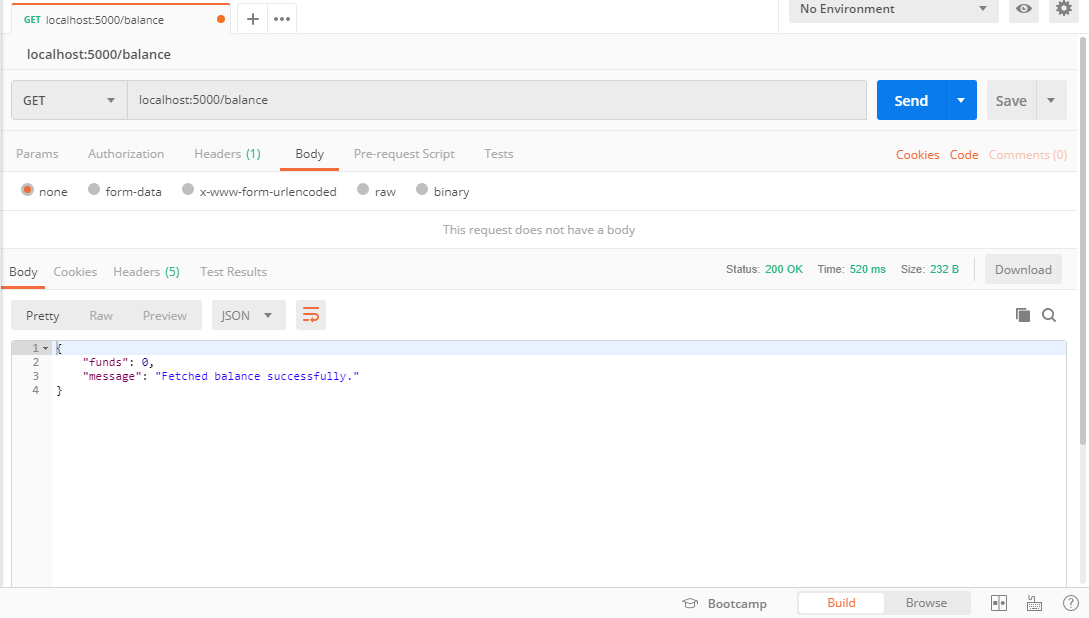 GET localhost:5000/balance
No Environment
localhost:5000/balance
GET localhost:5000/balance Send Save
Params Authorization Headers (1) Body Pre-request Script Tests Cookies Code Comments (0)
none form-data x-www-form-urlencoded raw binary
This request does not have a body
Body Cookies Headers (5) Test Results Status: 200 OK Time: 520 ms Size: 232 B Download
Pretty Raw Preview JSON
1 {
2 "funds": 0,
3 "message": "Fetched balance successfully."
4 }
Bootcamp Build Browse